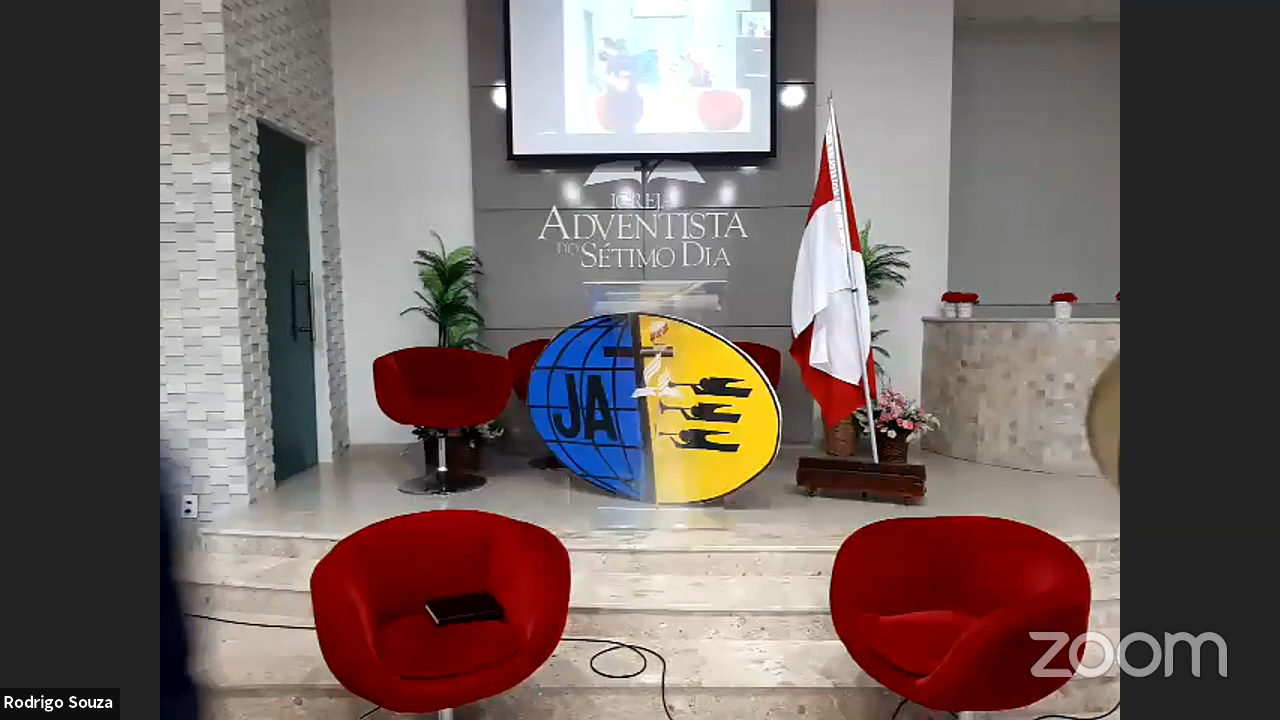 IGREJA
ADVENTISTA
DO SÉTIMO DIA
JA
zoom
Rodrigo Souza